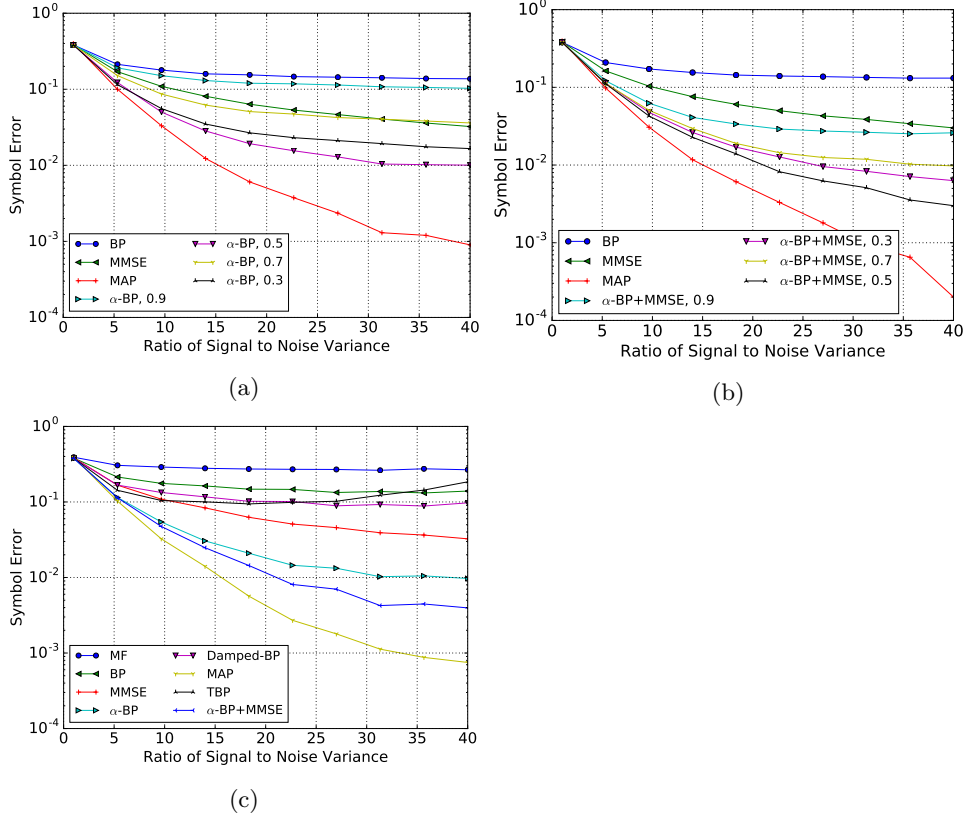 10^0
10^-1
10^-2
10^-3
10^-4
Symbol Error
0 5 10 15 20 25 30 35 40
Ratio of Signal to Noise Variance
BP
MMSE
MAP
α-BP, 0.9
α-BP, 0.5
α-BP, 0.7
α-BP, 0.3
(a)
10^0
10^-1
10^-2
10^-3
10^-4
Symbol Error
0 5 10 15 20 25 30 35 40
Ratio of Signal to Noise Variance
BP
MMSE
MAP
α-BP+MMSE, 0.9
α-BP+MMSE, 0.3
α-BP+MMSE, 0.7
α-BP+MMSE, 0.5
(b)
10^0
10^-1
10^-2
10^-3
10^-4
Symbol Error
0 5 10 15 20 25 30 35 40
Ratio of Signal to Noise Variance
MF
BP
MMSE
α-BP
Damped-BP
MAP
TBP
α-BP+MMSE
(c)